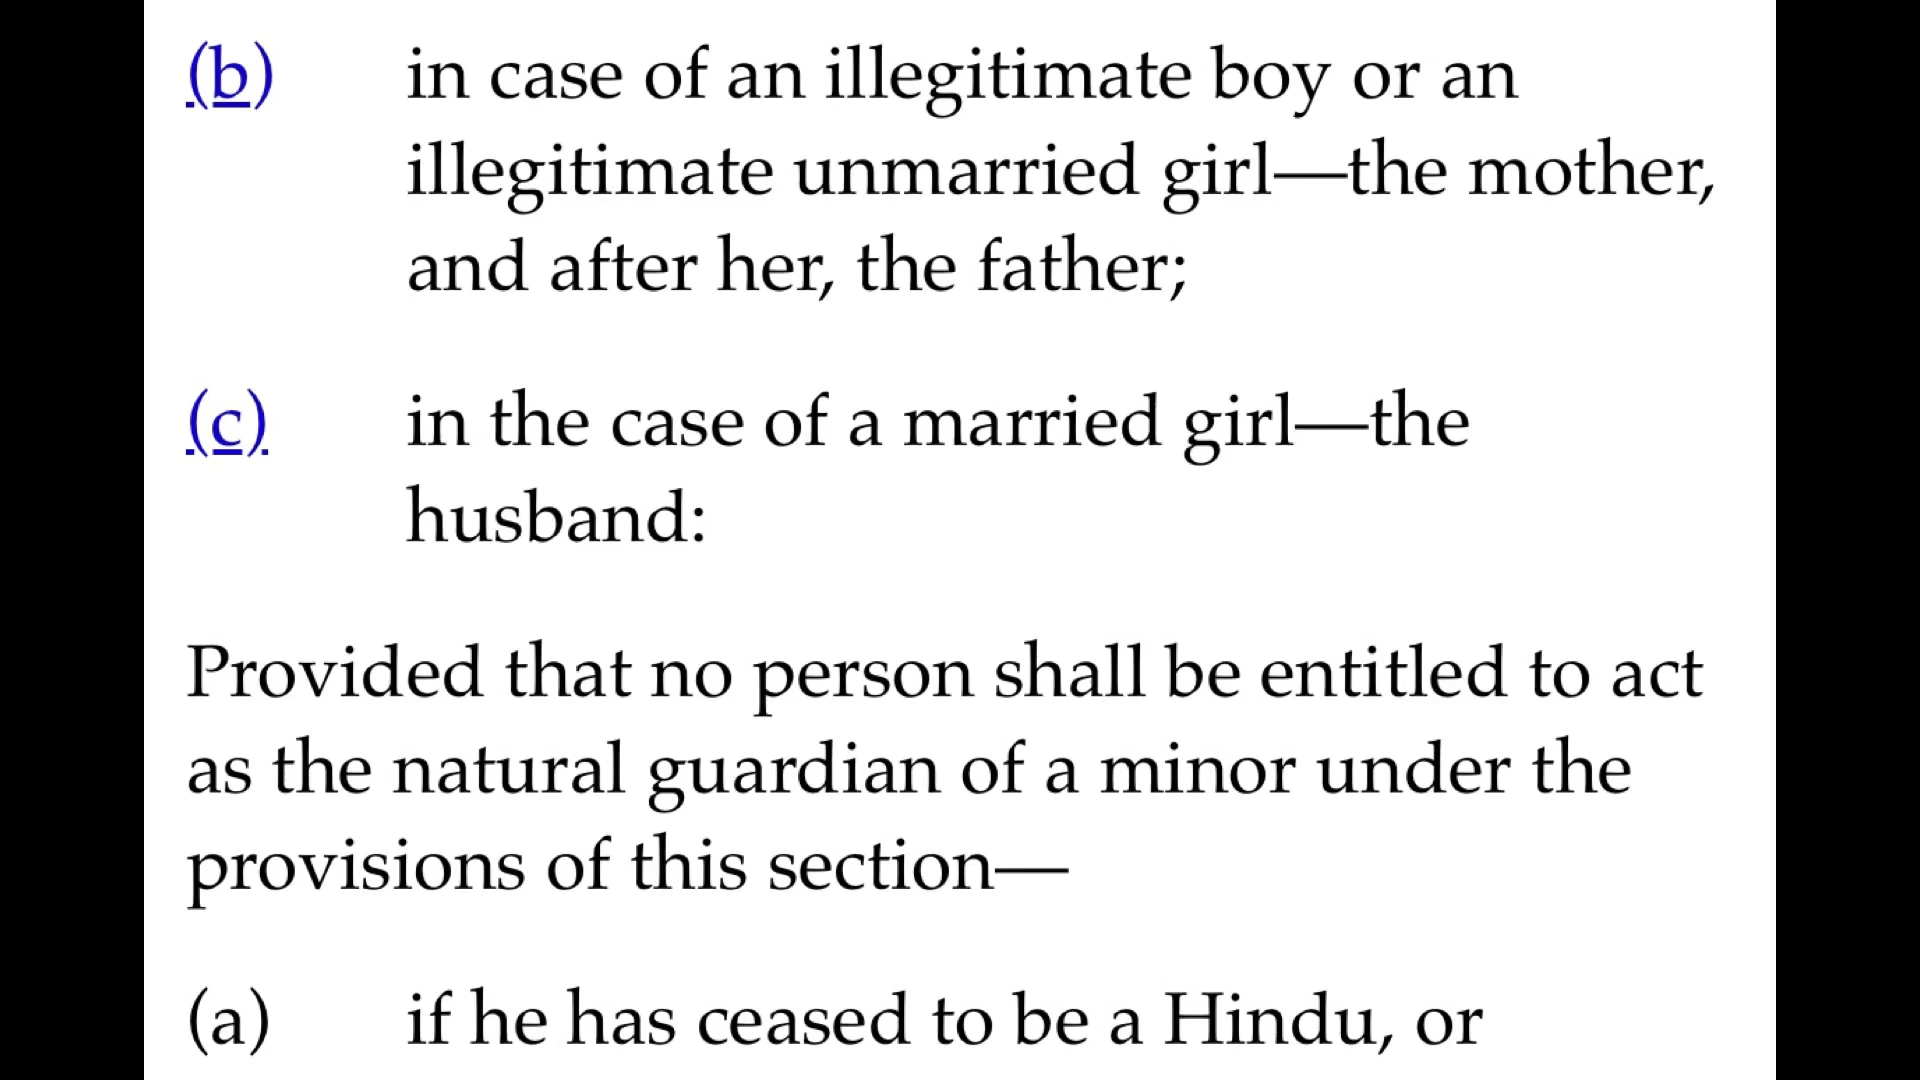 (b) in case of an illegitimate boy or an
illegitimate unmarried girl—the mother,
and after her, the father;
(c) in the case of a married girl—the
husband:
Provided that no person shall be entitled to act
as the natural guardian of a minor under the
provisions of this section—
(a) if he has ceased to be a Hindu, or